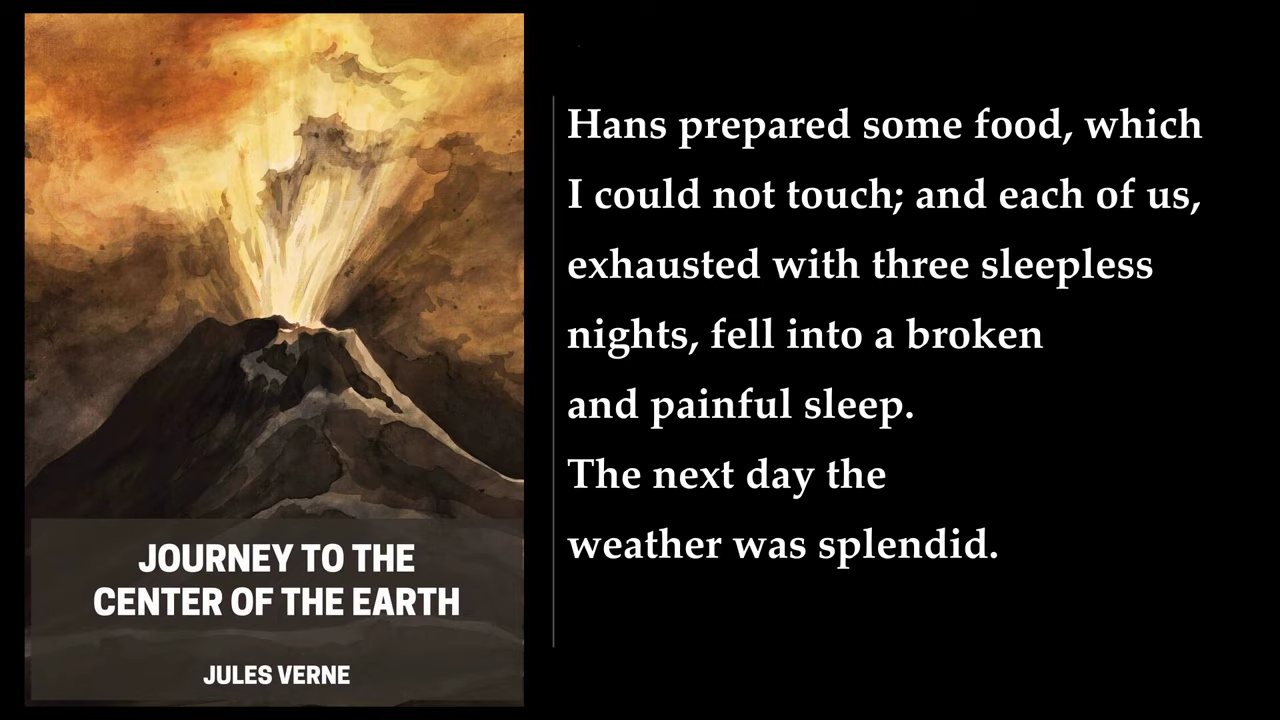 JOURNEY TO THE
CENTER OF THE EARTH
JULES VERNE
Hans prepared some food, which
I could not touch; and each of us,
exhausted with three sleepless
nights, fell into a broken
and painful sleep.
The next day the
weather was splendid.